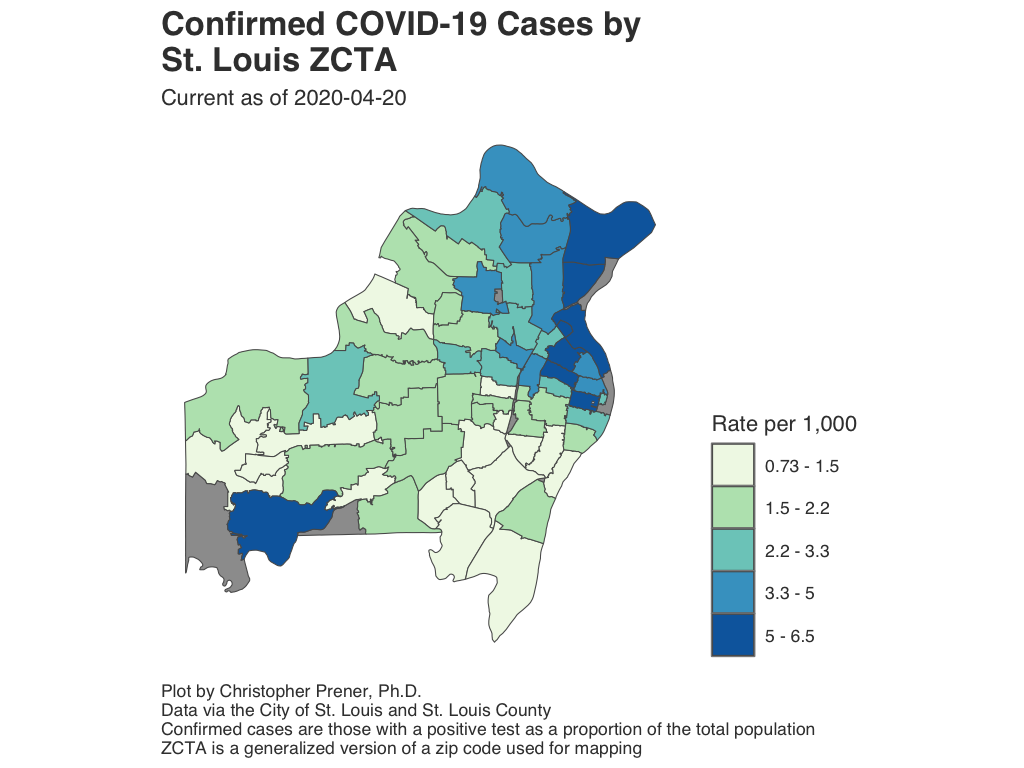 Confirmed COVID-19 Cases by
St. Louis ZCTA
Current as of 2020-04-20
Rate per 1,000
0.73 - 1.5
1.5 - 2.2
2.2 - 3.3
3.3 - 5
5 - 6.5
Plot by Christopher Prener, Ph.D.
Data via the City of St. Louis and St. Louis County
Confirmed cases are those with a positive test as a proportion of the total population
ZCTA is a generalized version of a zip code used for mapping